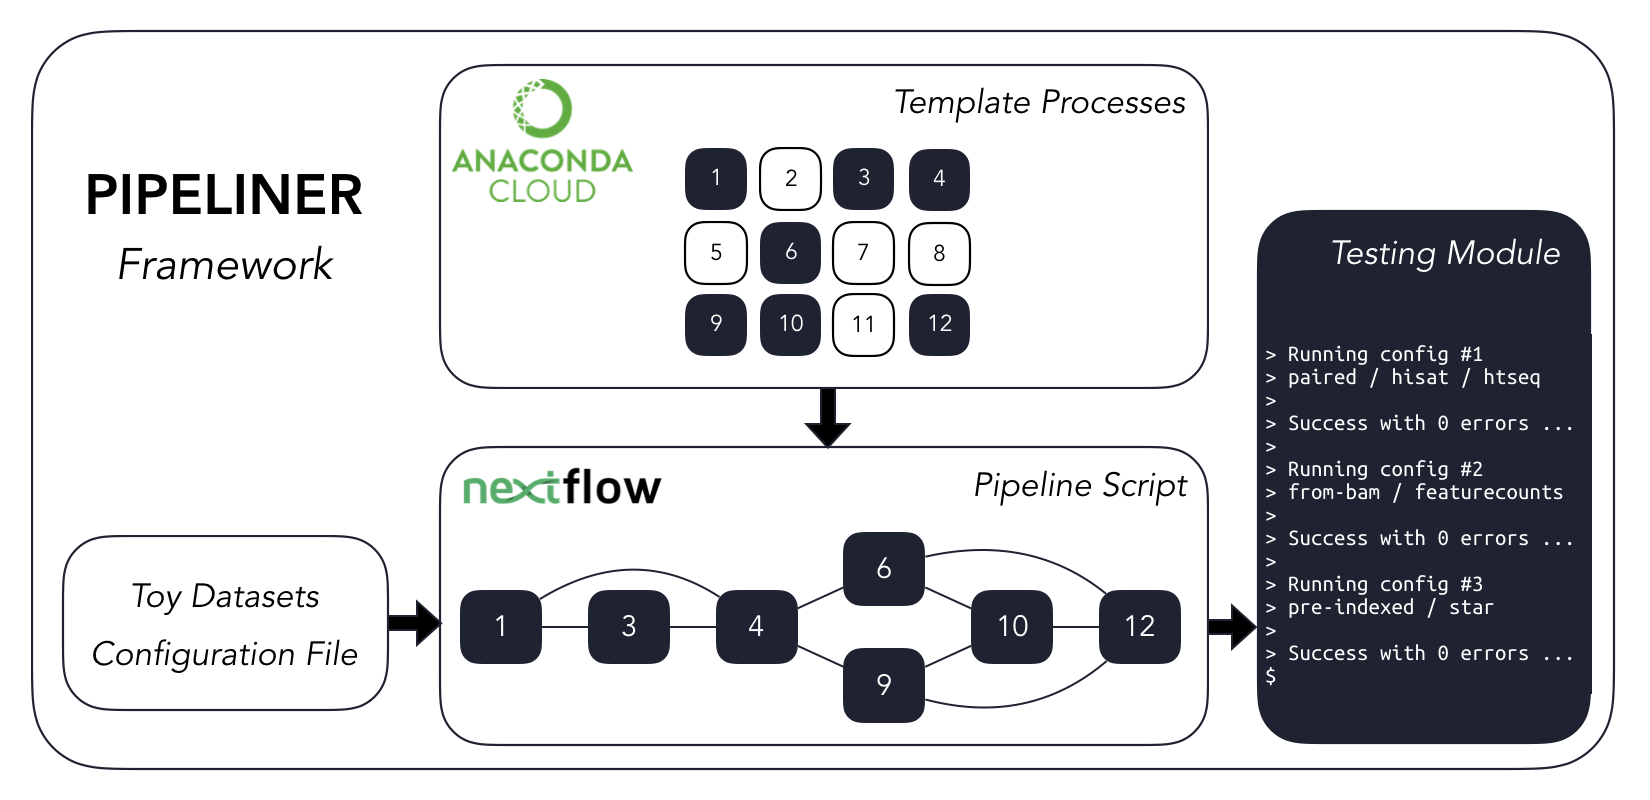 PIPELINER
Framework
ANACONDA
CLOUD
Template Processes
1 2 3 4
5 6 7 8
9 10 11 12
nextflow
Pipeline Script
1 3 4 6 9 10 12
Toy Datasets
Configuration File
Testing Module
> Running config #1
> paired / hisat / htseq
>
> Success with 0 errors ...
>
> Running config #2
> from-bam / featurecounts
>
> Success with 0 errors ...
>
> Running config #3
> pre-indexed / star
>
> Success with 0 errors ...
$